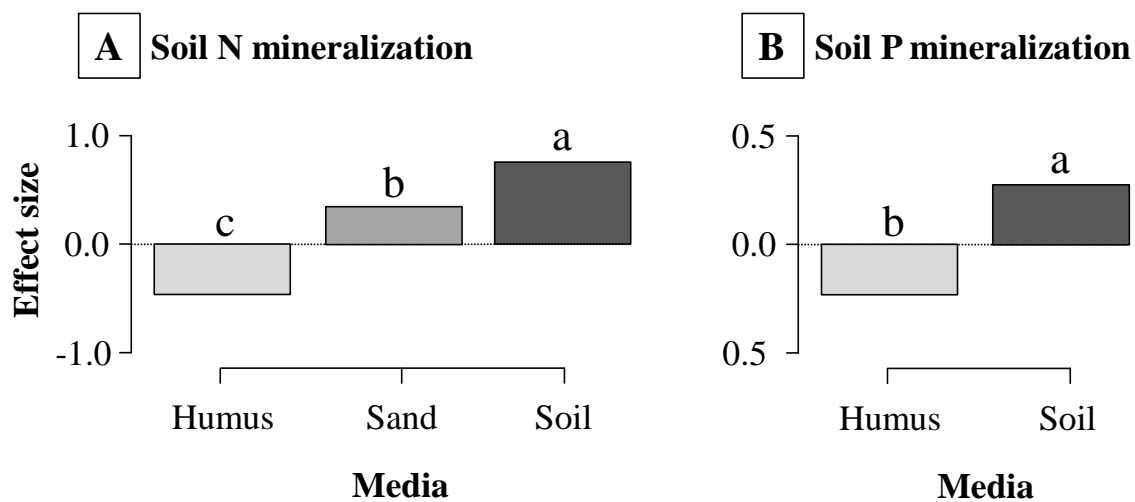 A Soil N mineralization
Effect size
1.0
0.0
-1.0
c
b
a
Humus Sand Soil
Media
B Soil P mineralization
0.5
0.0
0.5
b
a
Humus Soil
Media